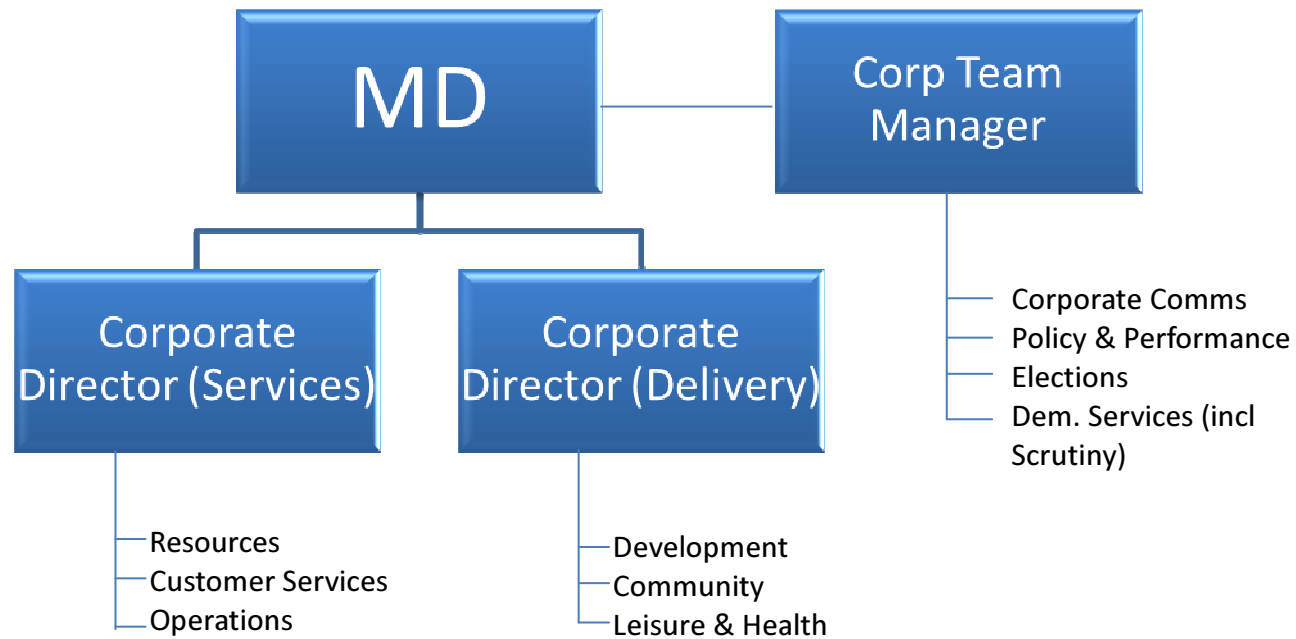 MD
Corp Team
Manager
Corporate
Director (Services)
Corporate
Director (Delivery)
Corporate Comms
Policy & Performance
Elections
Dem. Services (incl
Scrutiny)
Resources
Customer Services
Operations
Development
Community
Leisure & Health